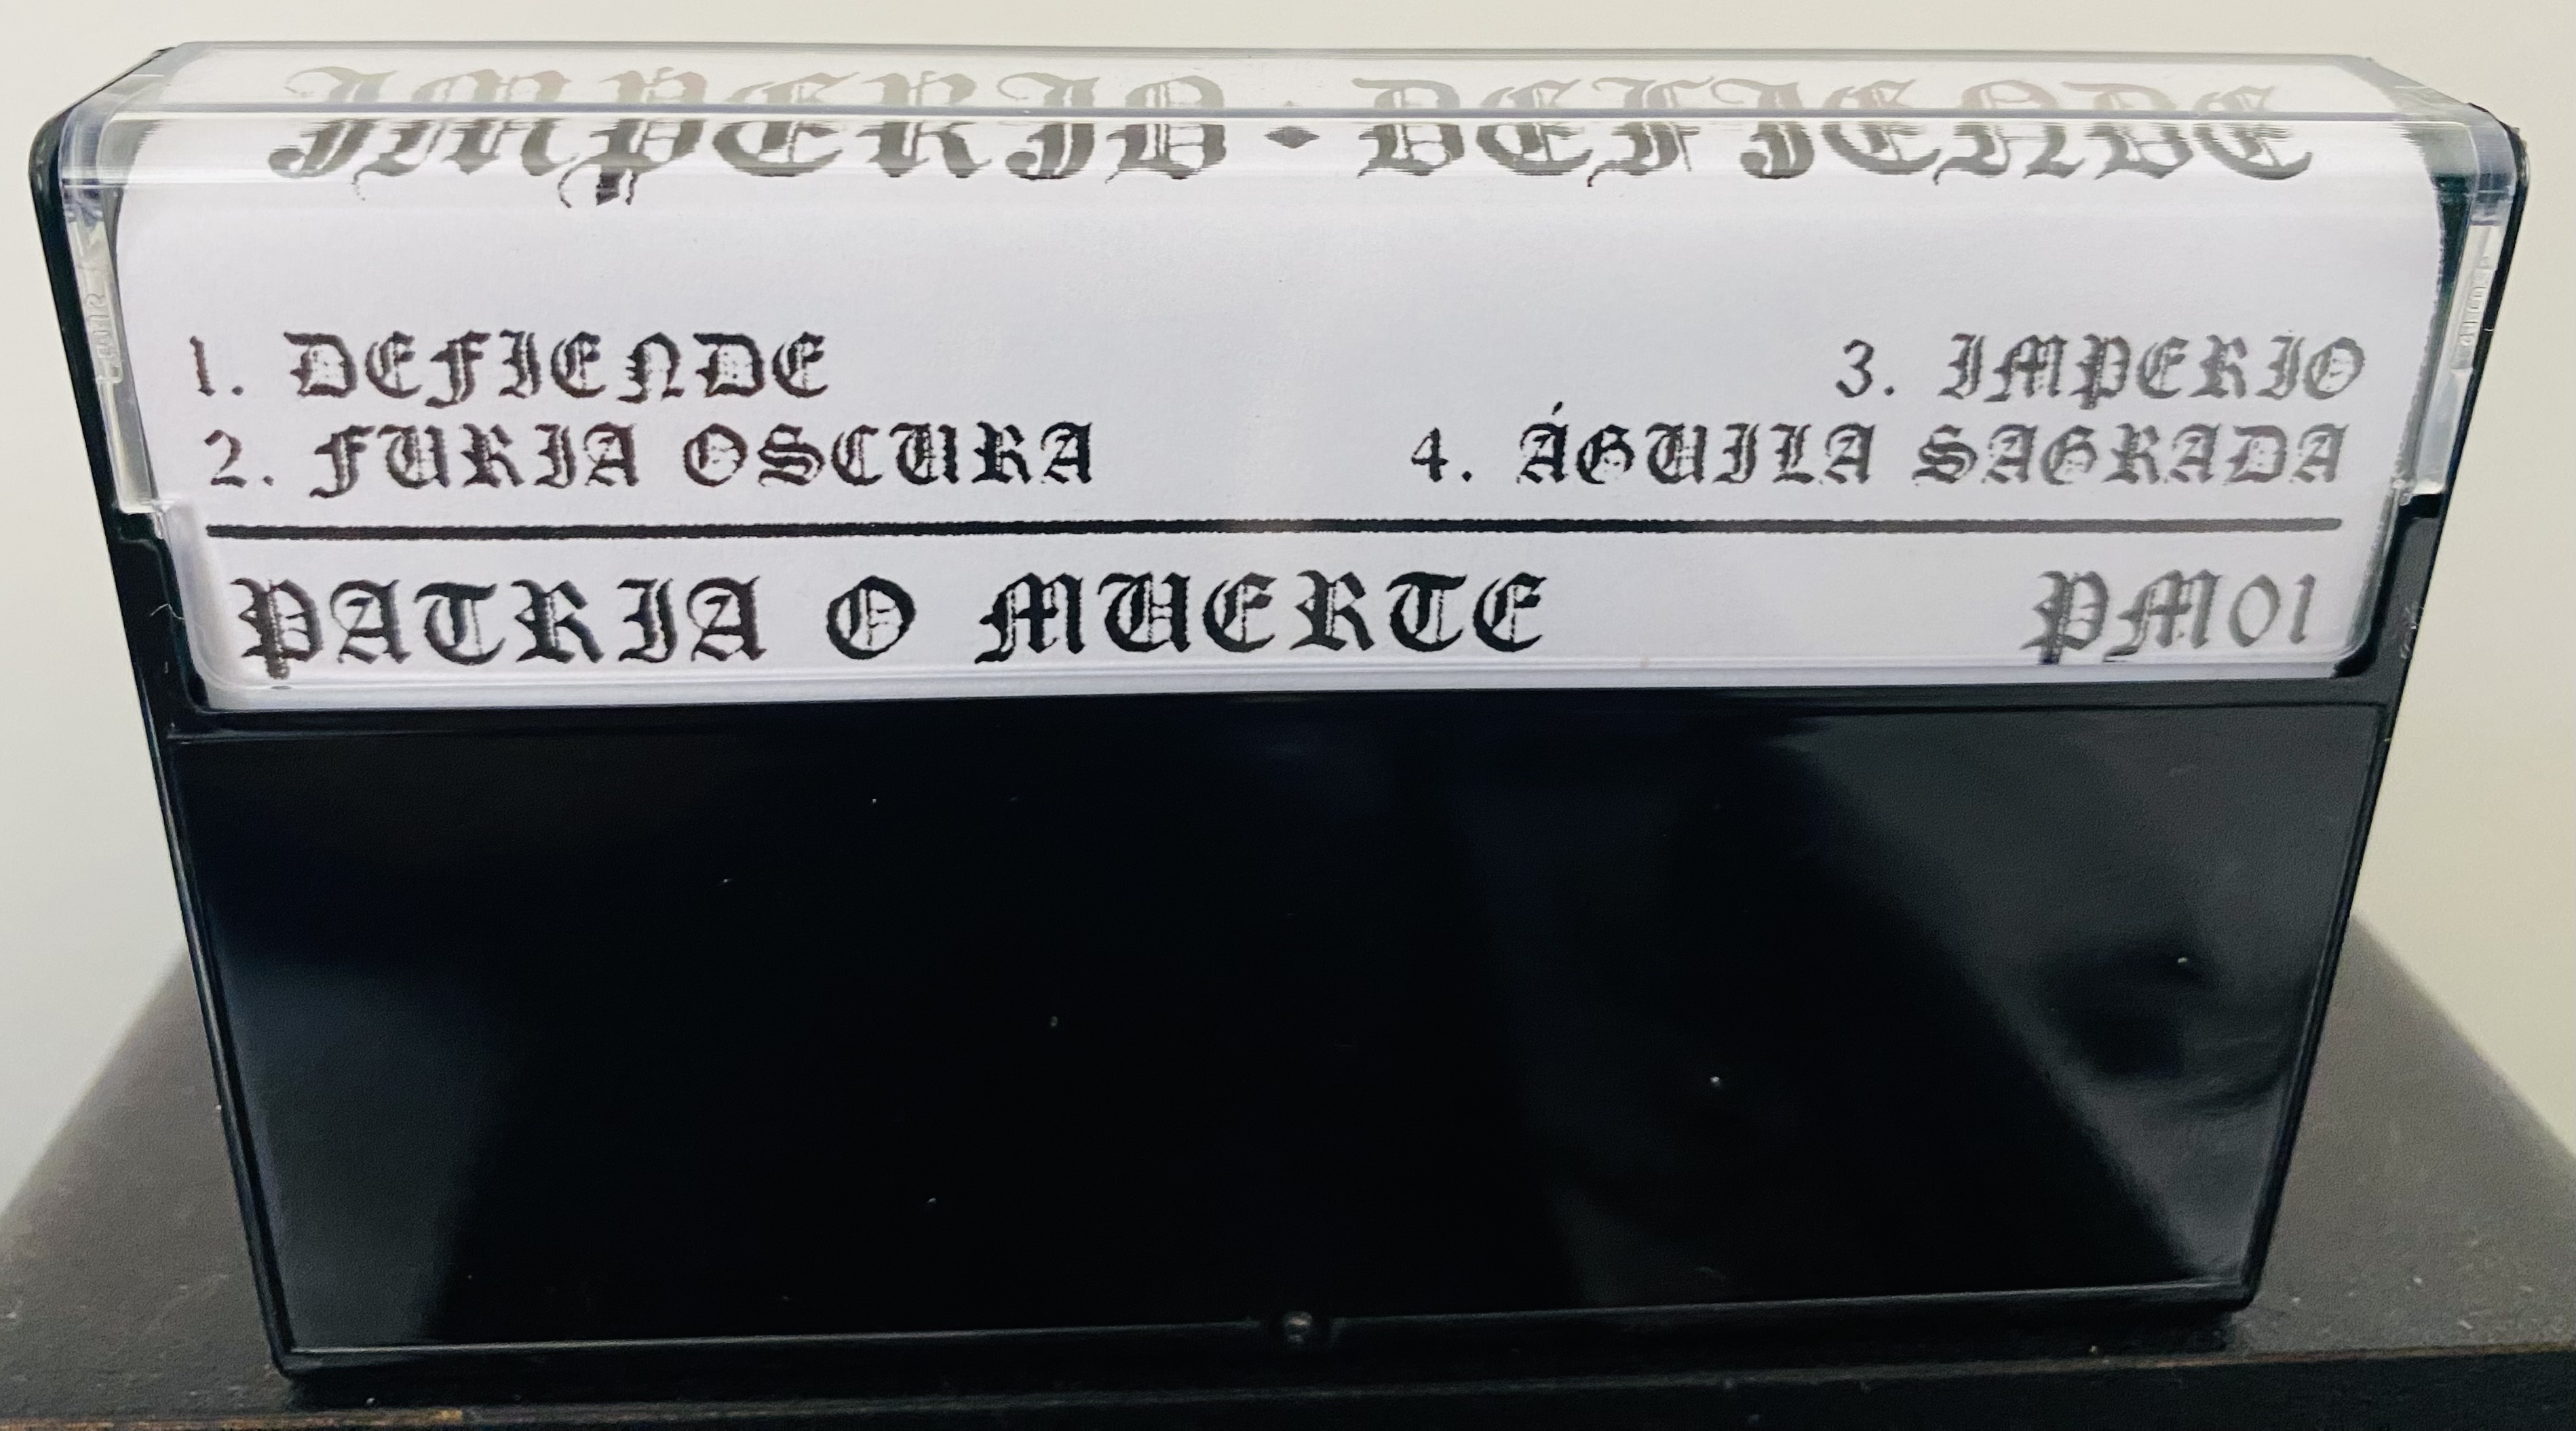 IMPERIO • DEFIENDE
1. DEFIENDE
2. FURIA OSCURA
3. IMPERIO
4. ÁGUILA SAGRADA
PATRIA O MUERTE
PM01